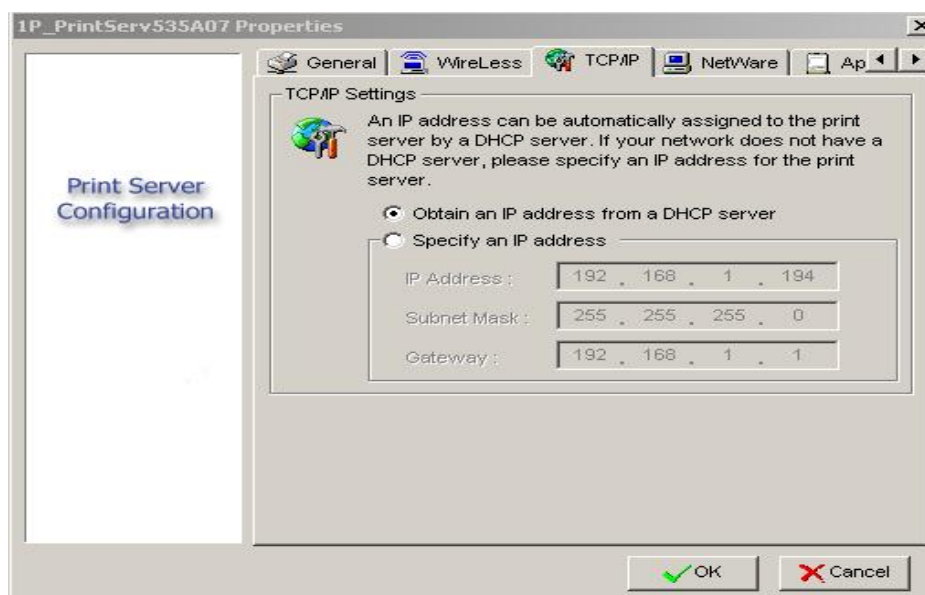 1P_PrintServ535A07 Properties
General
WireLess
TCP/IP
NetWare
Ap
Print Server
Configuration
TCP/IP Settings
An IP address can be automatically assigned to the print
server by a DHCP server. If your network does not have a
DHCP server, please specify an IP address for the print
server.
Obtain an IP address from a DHCP server
Specify an IP address
IP Address : 192 . 168 . 1 . 194
Subnet Mask : 255 . 255 . 255 . 0
Gateway : 192 . 168 . 1 . 1
OK
Cancel